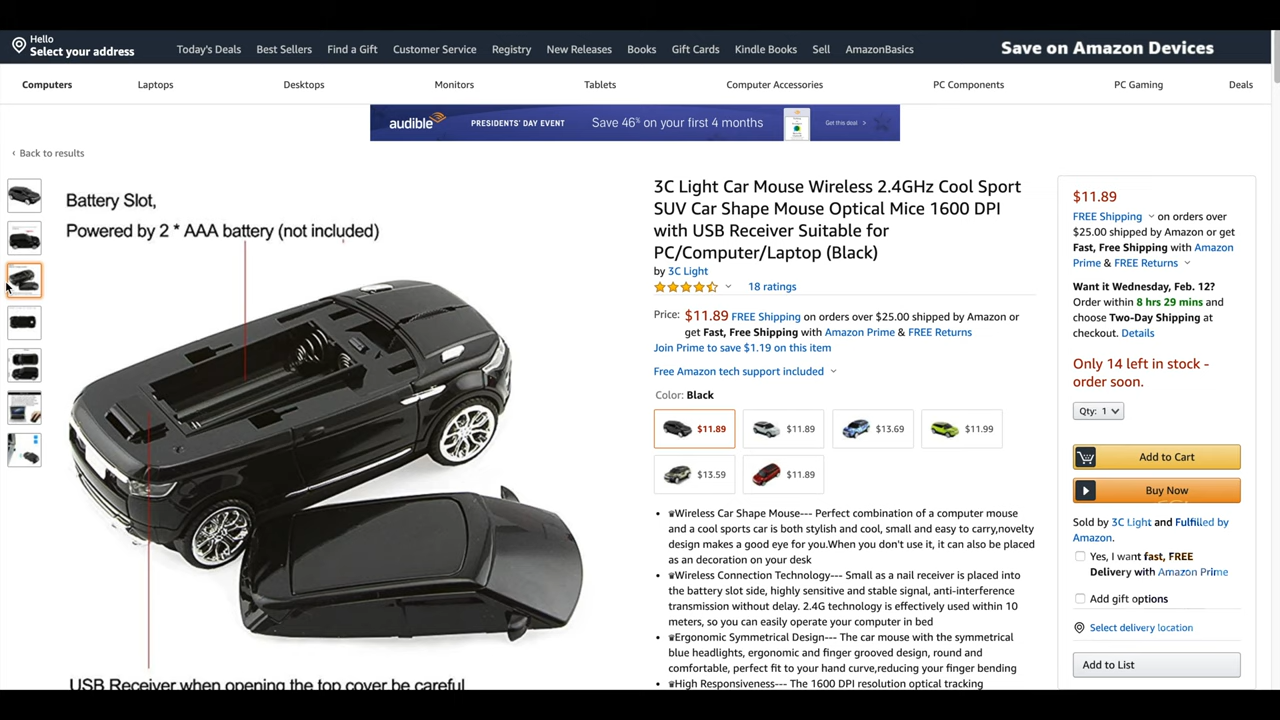 Hello
Select your address
Today's Deals
Best Sellers
Find a Gift
Customer Service
Registry
New Releases
Books
Gift Cards
Kindle Books
Sell
AmazonBasics
Save on Amazon Devices
Computers
Laptops
Desktops
Monitors
Tablets
Computer Accessories
PC Components
PC Gaming
Deals
audible
PRESIDENTS' DAY EVENT
Save 46% on your first 4 months
Get this deal >
‹ Back to results
Battery Slot,
Powered by 2 * AAA battery (not included)
USB Receiver when opening the top cover be careful
3C Light Car Mouse Wireless 2.4GHz Cool Sport
SUV Car Shape Mouse Optical Mice 1600 DPI
with USB Receiver Suitable for
PC/Computer/Laptop (Black)
by 3C Light
18 ratings
Price: $11.89 FREE Shipping on orders over $25.00 shipped by Amazon or
get Fast, Free Shipping with Amazon Prime & FREE Returns
Join Prime to save $1.19 on this item
Free Amazon tech support included
Color: Black
$11.89
$11.89
$13.69
$11.99
$13.59
$11.89
• ♛Wireless Car Shape Mouse--- Perfect combination of a computer mouse
and a cool sports car is both stylish and cool, small and easy to carry,novelty
design makes a good eye for you.When you don't use it, it can also be placed
as an decoration on your desk
• ♛Wireless Connection Technology--- Small as a nail receiver is placed into
the battery slot side, highly sensitive and stable signal, anti-interference
transmission without delay. 2.4G technology is effectively used within 10
meters, so you can easily operate your computer in bed
• ♛Ergonomic Symmetrical Design--- The car mouse with the symmetrical
blue headlights, ergonomic and finger grooved design, round and
comfortable, perfect fit to your hand curve,reducing your finger bending
• ♛High Responsiveness--- The 1600 DPI resolution optical tracking
$11.89
FREE Shipping on orders over
$25.00 shipped by Amazon or get
Fast, Free Shipping with Amazon
Prime & FREE Returns
Want it Wednesday, Feb. 12?
Order within 8 hrs 29 mins and
choose Two-Day Shipping at
checkout. Details
Only 14 left in stock -
order soon.
Qty: 1
Add to Cart
Buy Now
Sold by 3C Light and Fulfilled by
Amazon.
Yes, I want fast, FREE
Delivery with Amazon Prime
Add gift options
Select delivery location
Add to List